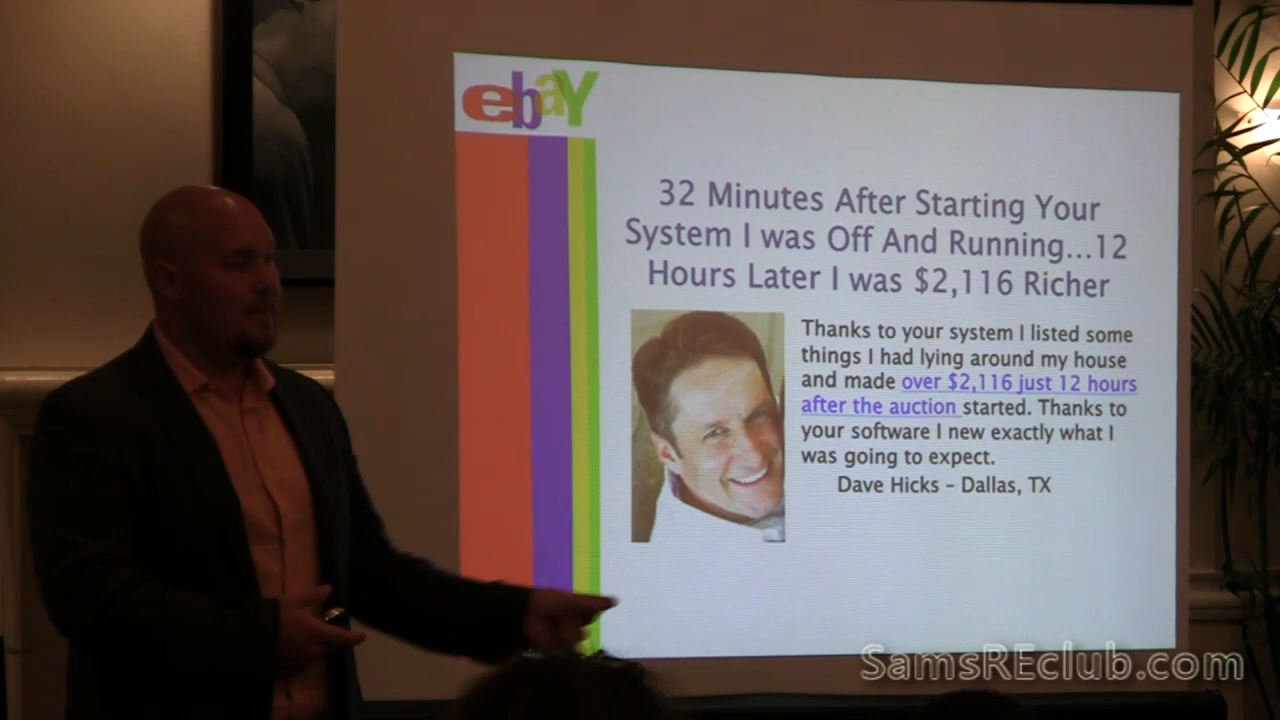 ebaY
32 Minutes After Starting Your
System I was Off And Running...12
Hours Later I was $2,116 Richer
Thanks to your system I listed some
things I had lying around my house
and made over $2,116 just 12 hours
after the auction started. Thanks to
your software I new exactly what I
was going to expect.
Dave Hicks – Dallas, TX
SamsREclub.com